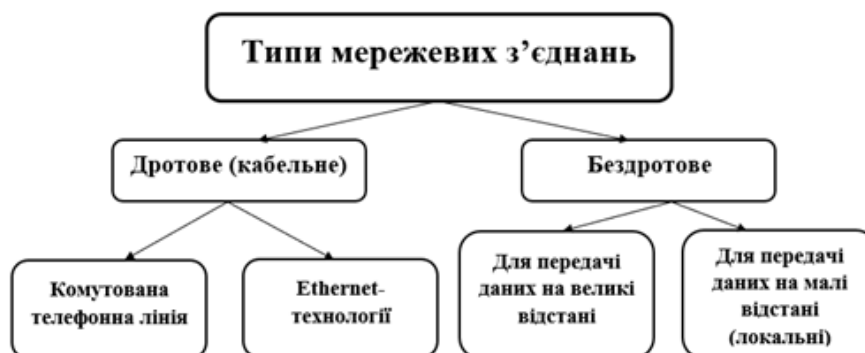 Типи мережевих з’єднань
Дротове (кабельне)
Бездротове
Комутована
телефонна лінія
Ethernet-
технології
Для передачі
даних на великі
відстані
Для передачі
даних на малі
відстані
(локальні)